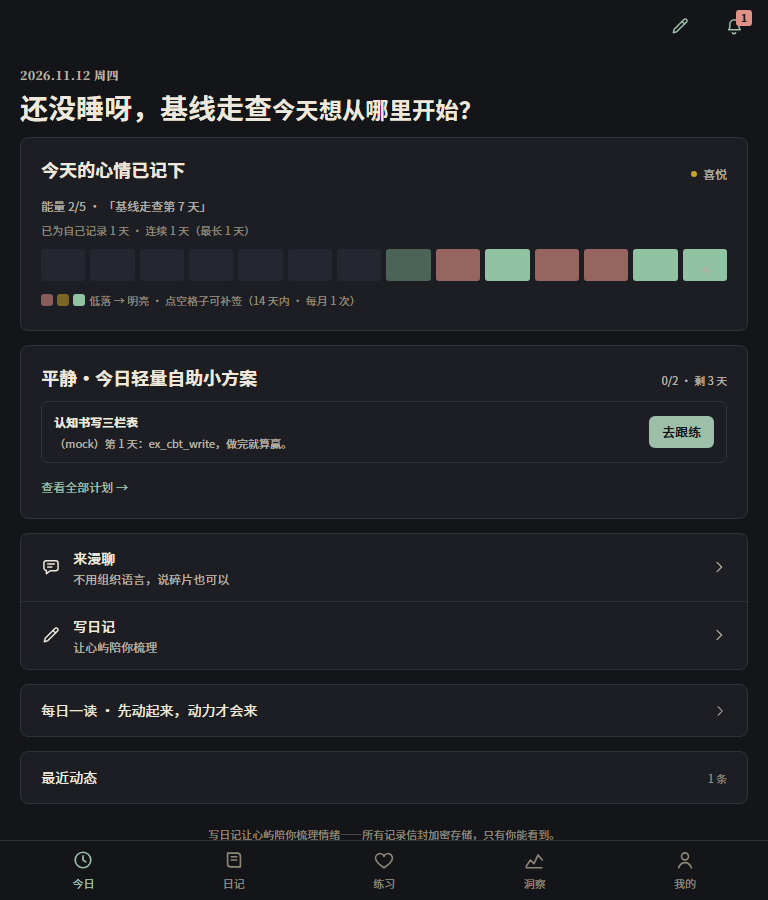 1
2026.11.12 周四
还没睡呀，基线走查今天想从哪里开始？
今天的心情已记下
喜悦
能量 2/5 · 「基线走查第 7 天」
已为自己记录 1 天 · 连续 1 天（最长 1 天）
低落 → 明亮 · 点空格子可补签（14 天内 · 每月 1 次）
平静 · 今日轻量自助小方案
0/2 · 剩 3 天
认知书写三栏表
（mock）第 1 天：ex_cbt_write，做完就算赢。
去跟练
查看全部计划 →
来漫聊
不用组织语言，说碎片也可以
写日记
让心屿陪你梳理
每日一读 · 先动起来，动力才会来
最近动态
1 条
写日记让心屿陪你梳理情绪——所有记录信封加密存储，只有你能看到。
今日
日记
练习
洞察
我的